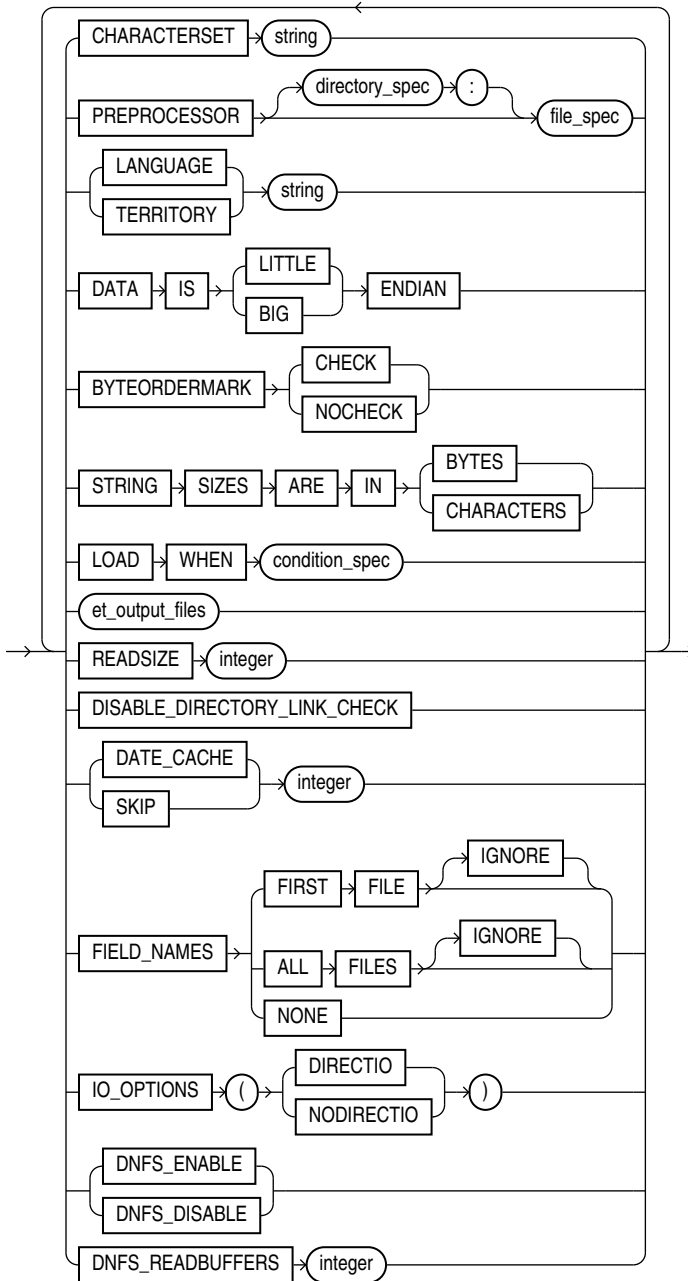 CHARACTERSET string
directory_spec :
PREPROCESSOR file_spec
LANGUAGE
string
TERRITORY
LITTLE
DATA IS ENDIAN
BIG
CHECK
BYTEORDERMARK
NOCHECK
BYTES
STRING SIZES ARE IN
CHARACTERS
LOAD WHEN condition_spec
et_output_files
READSIZE integer
DISABLE_DIRECTORY_LINK_CHECK
DATE_CACHE
integer
SKIP
IGNORE
FIRST FILE
IGNORE
FIELD_NAMES
ALL FILES
NONE
DIRECTIO
IO_OPTIONS ( )
NODIRECTIO
DNFS_ENABLE
DNFS_DISABLE
DNFS_READBUFFERS integer